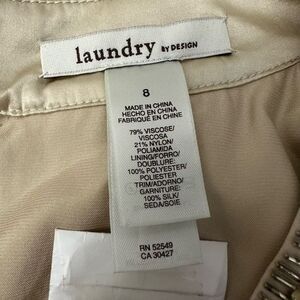 laundry BY DESIGN
8
MADE IN CHINA
HECHO EN CHINA
FABRIQUE EN CHINE
79% VISCOSE/
VISCOSA
21% NYLON/
POLIAMIDA
LINING/FORRO/
DOUBLURE:
100% POLYESTER/
POLIESTER
TRIM/ADORNO/
GARNITURE:
100% SILK/
SEDA/SOIE
RN 52549
CA 30427